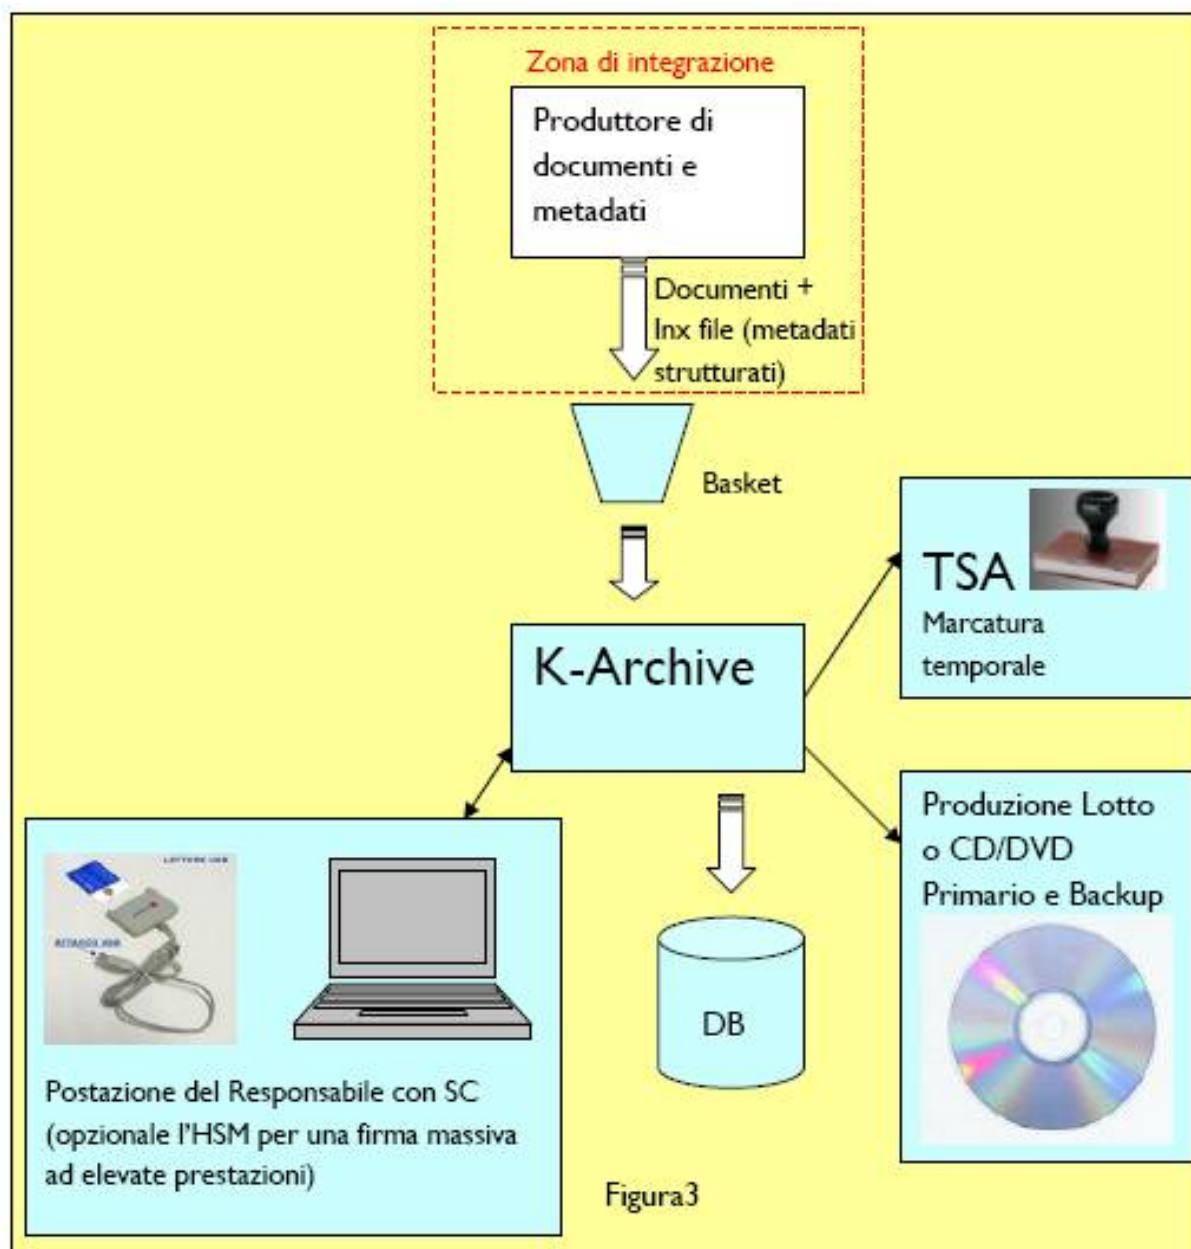 Zona di integrazione
Produttore di
documenti e
metadati
Documenti +
Inx file (metadati
strutturati)
Basket
TSA
Marcatura
temporale
K-Archive
Produzione Lotto
o CD/DVD
Primario e Backup
LETTORE USB
DB
Postazione del Responsabile con SC
(opzionale l'HSM per una firma massiva
ad elevate prestazioni)
Figura3